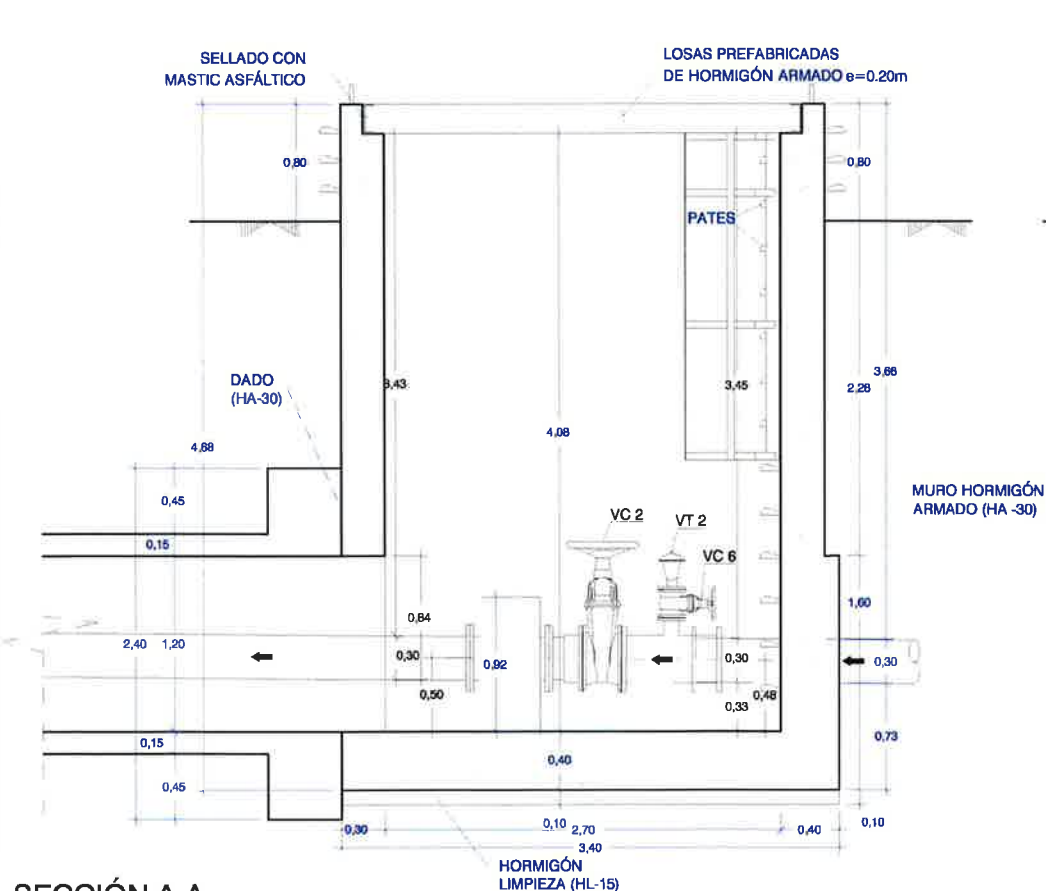 SELLADO CON
MASTIC ASFÁLTICO
LOSAS PREFABRICADAS
DE HORMIGÓN ARMADO e=0.20m
0,80
0,80
PATES
3,66
DADO
(HA-30)
3,43
3,45
2,28
4,08
4,68
0,45
MURO HORMIGÓN
ARMADO (HA -30)
VC 2
VT 2
0,15
VC 6
1,60
0,84
2,40
1,20
0,30
0,92
0,30
0,30
0,50
0,48
0,33
0,73
0,15
0,40
0,45
0,30
0,10
2,70
0,40
0,10
3,40
HORMIGÓN
LIMPIEZA (HL-15)
SECCIÓN A-A